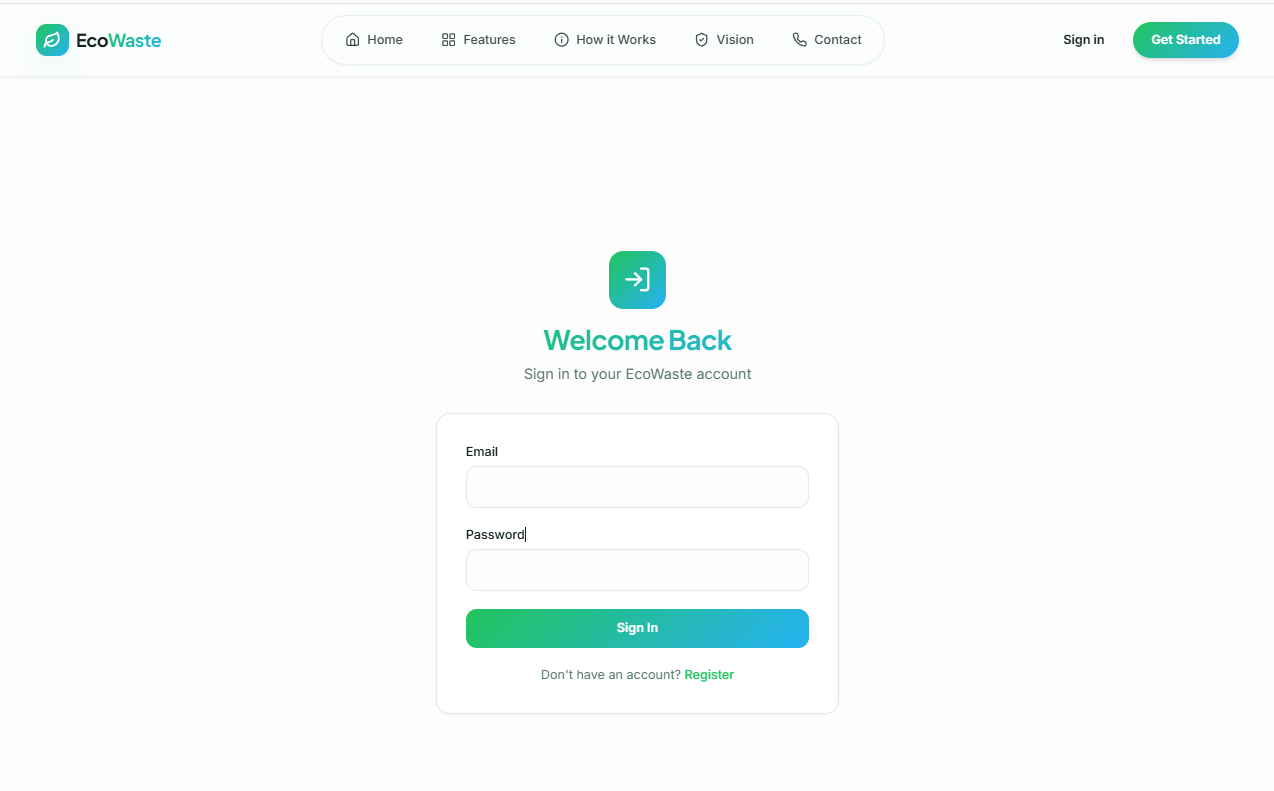 EcoWaste
Home
Features
How it Works
Vision
Contact
Sign in
Get Started
Welcome Back
Sign in to your EcoWaste account
Email
Password
Sign In
Don't have an account? Register